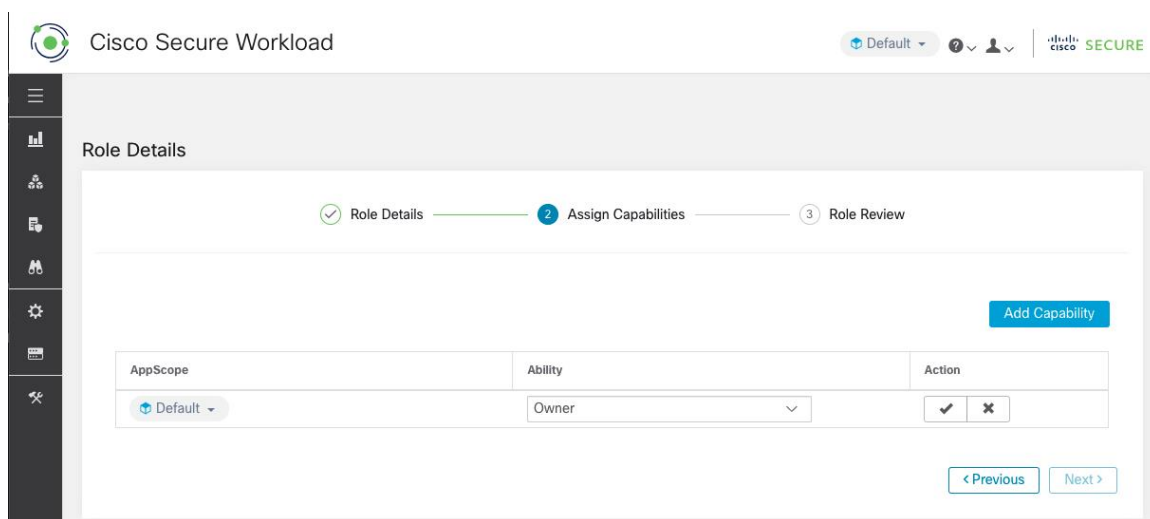 Cisco Secure Workload
Default
cisco SECURE
Role Details
Role Details
2 Assign Capabilities
3 Role Review
Add Capability
AppScope Ability Action
Default Owner
Previous Next